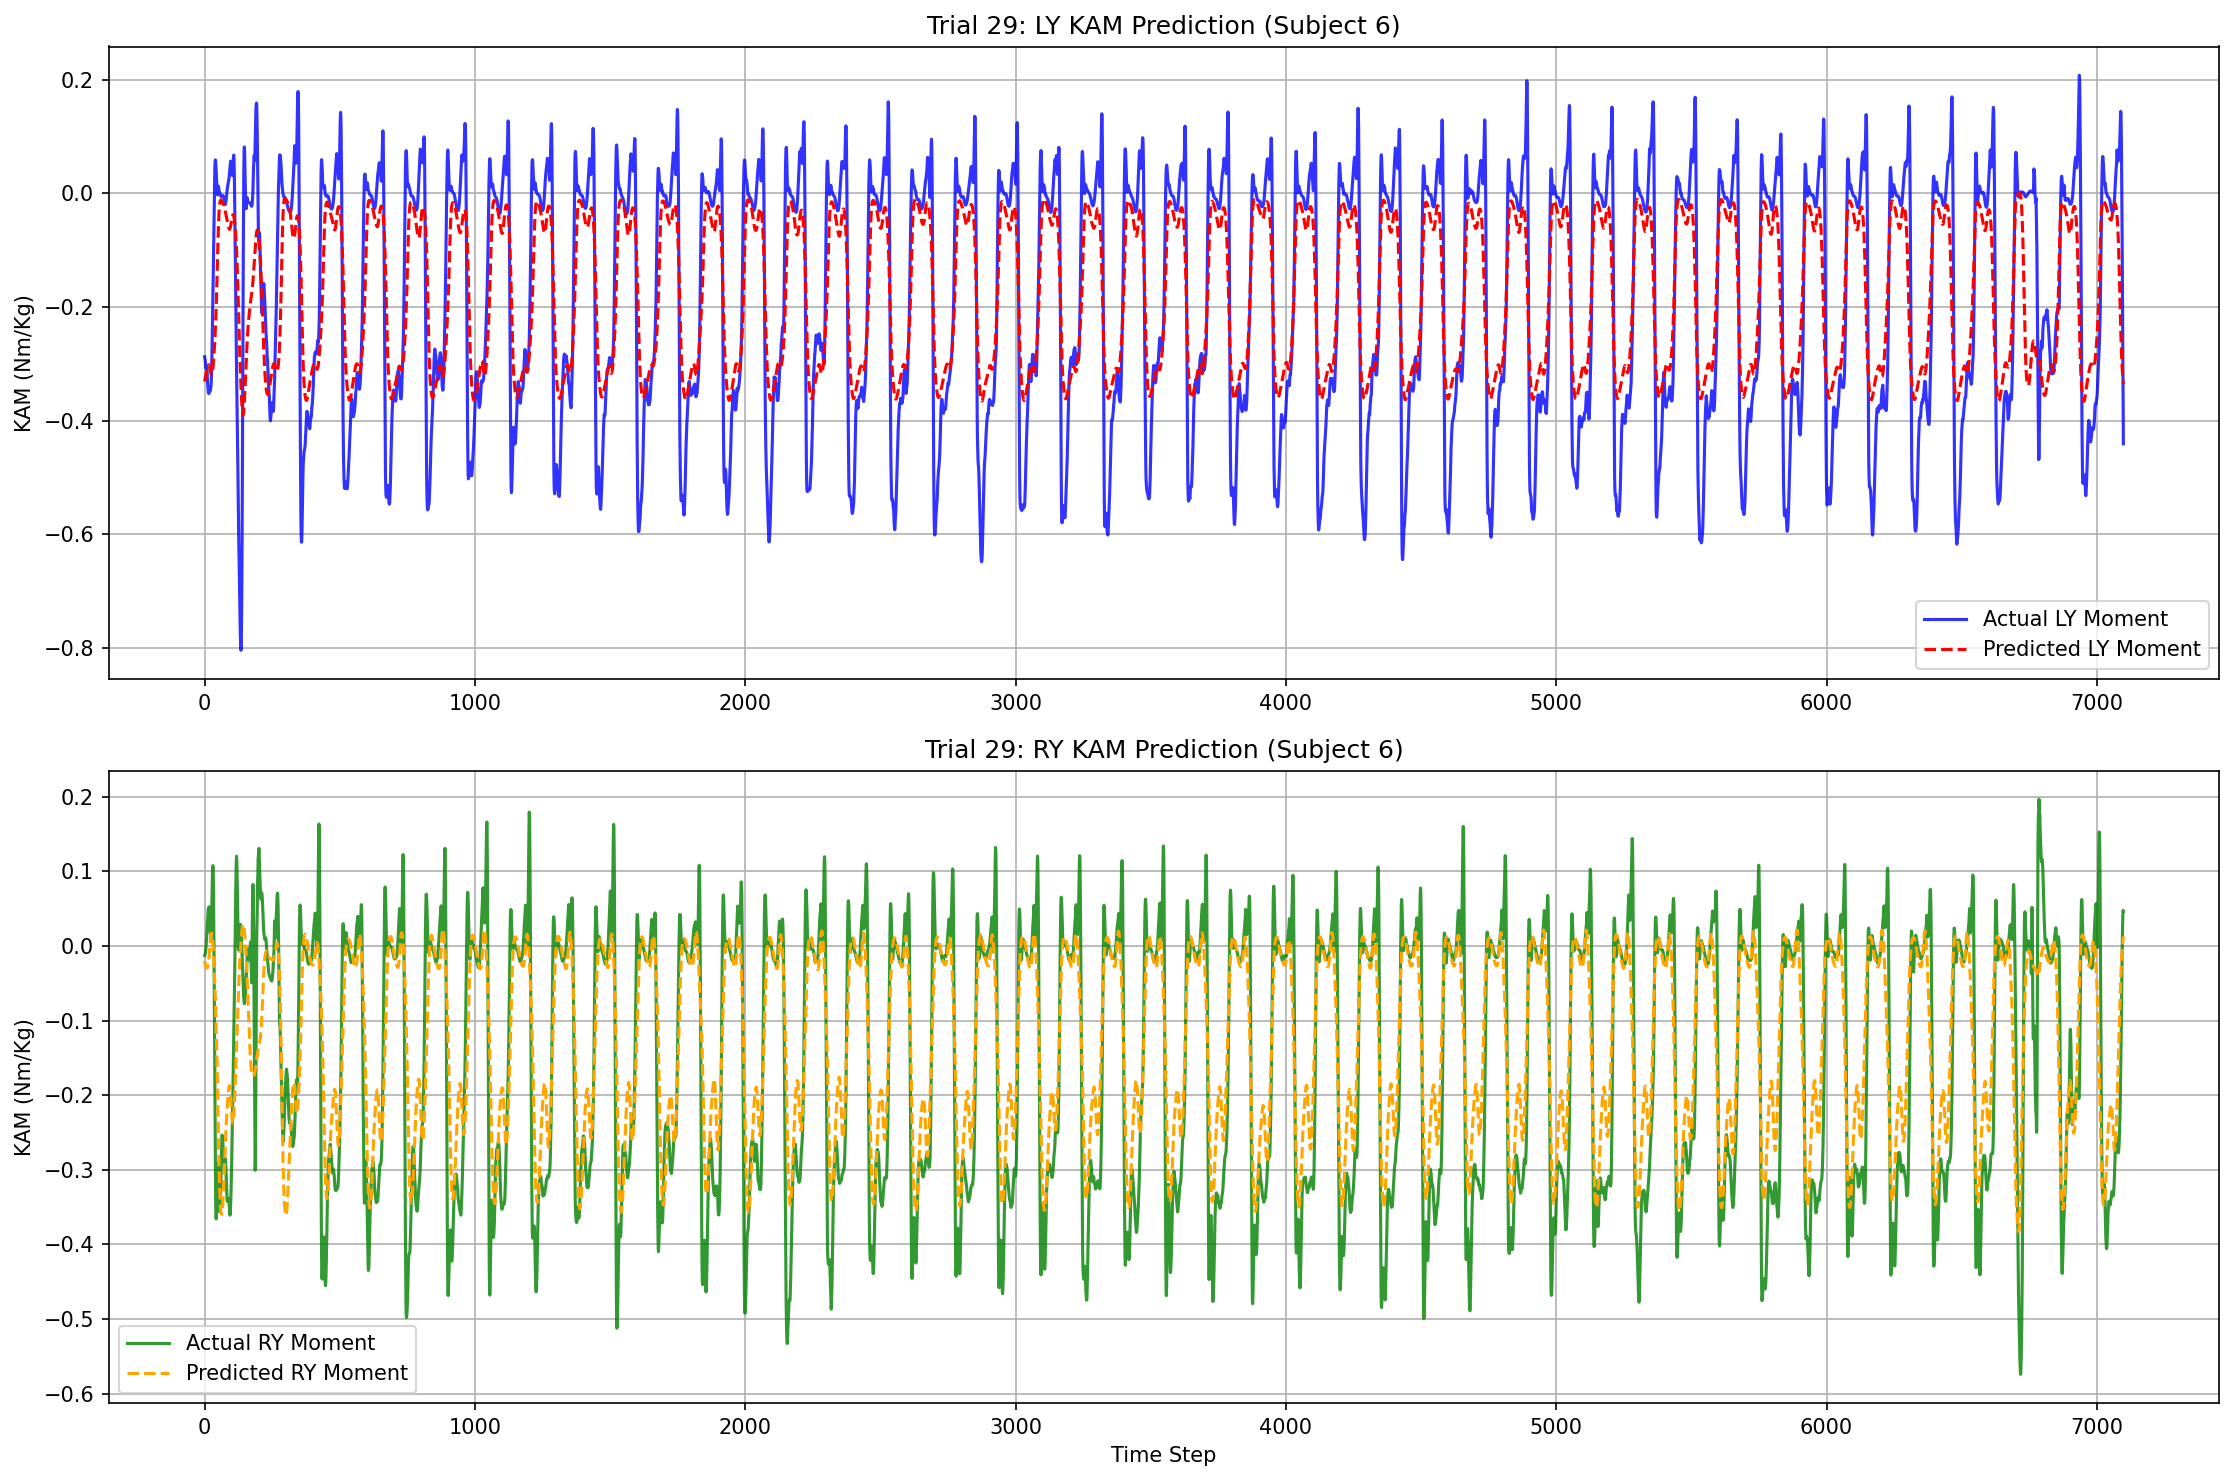 Trial 29: LY KAM Prediction (Subject 6)
KAM (Nm/Kg)
0.2
0.0
−0.2
−0.4
−0.6
−0.8
Actual LY Moment
Predicted LY Moment
0 1000 2000 3000 4000 5000 6000 7000
Trial 29: RY KAM Prediction (Subject 6)
KAM (Nm/Kg)
0.2
0.1
0.0
−0.1
−0.2
−0.3
−0.4
−0.5
−0.6
Actual RY Moment
Predicted RY Moment
0 1000 2000 3000 4000 5000 6000 7000
Time Step